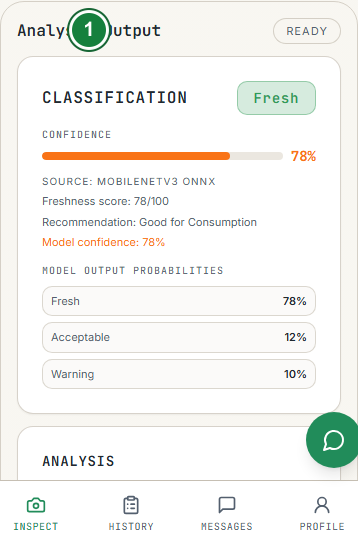 Analy 1 utput
READY
CLASSIFICATION
Fresh
CONFIDENCE
78%
SOURCE: MOBILENETV3 ONNX
Freshness score: 78/100
Recommendation: Good for Consumption
Model confidence: 78%
MODEL OUTPUT PROBABILITIES
Fresh 78%
Acceptable 12%
Warning 10%
ANALYSIS
INSPECT HISTORY MESSAGES PROFILE